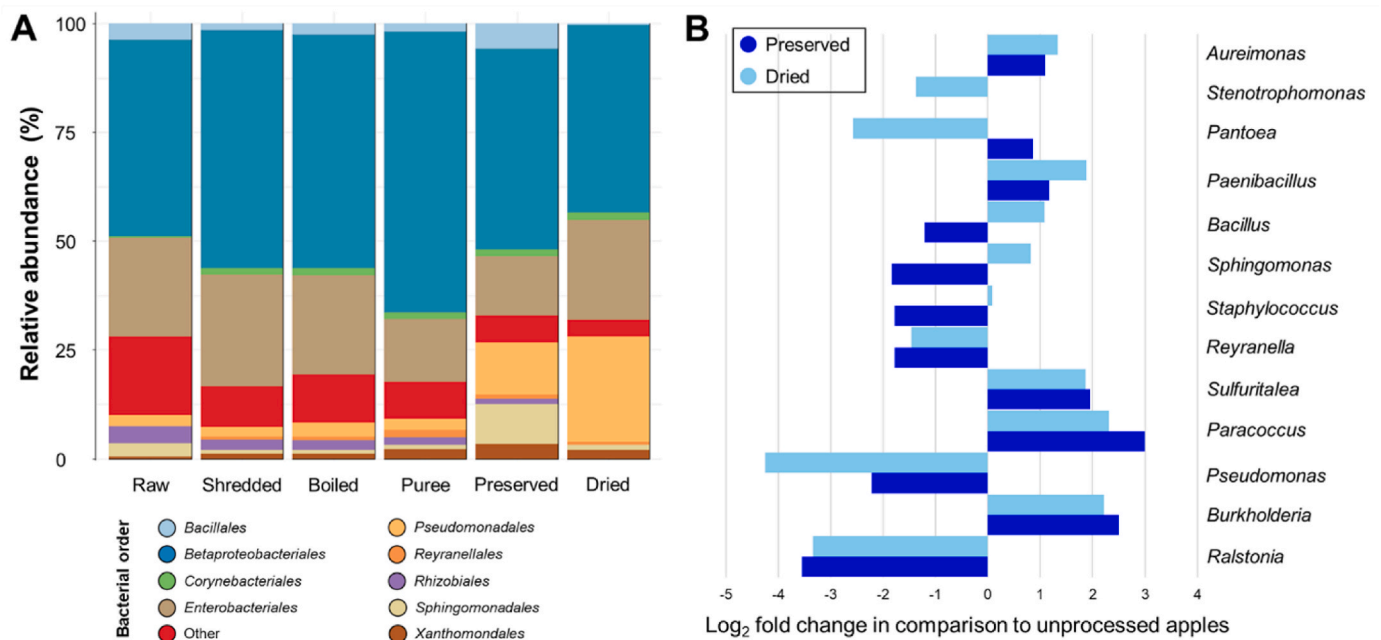 A
Relative abundance (%)
100
75
50
25
0
Raw
Shredded
Boiled
Puree
Preserved
Dried
Bacterial order
Bacillales
Betaproteobacteriales
Corynebacteriales
Enterobacteriales
Other
Pseudomonadales
Reyranellales
Rhizobiales
Sphingomonadales
Xanthomondales
B
Preserved
Dried
Aureimonas
Stenotrophomonas
Pantoea
Paenibacillus
Bacillus
Sphingomonas
Staphylococcus
Reyranella
Sulfuritalea
Paracoccus
Pseudomonas
Burkholderia
Ralstonia
-5 -4 -3 -2 -1 0 1 2 3 4
Log₂ fold change in comparison to unprocessed apples